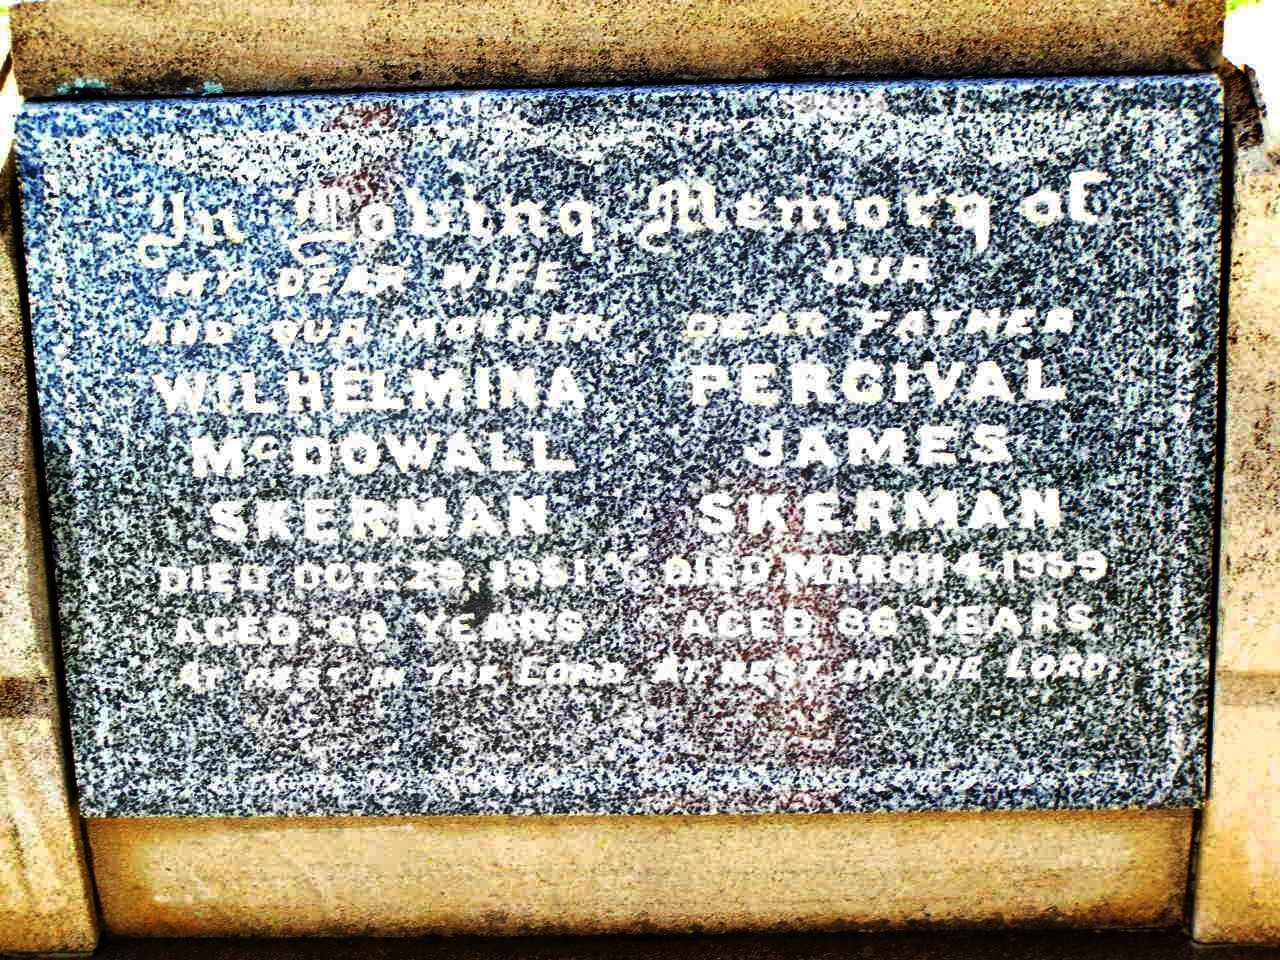 In Loving Memory of
MY DEAR WIFE
AND OUR MOTHER
WILHELMINA
McDOWALL
SKERMAN
DIED OCT. 29, 1951
AGED 69 YEARS
AT REST IN THE LORD
OUR
DEAR FATHER
PERCIVAL
JAMES
SKERMAN
DIED MARCH 4, 1959
AGED 86 YEARS
AT REST IN THE LORD.